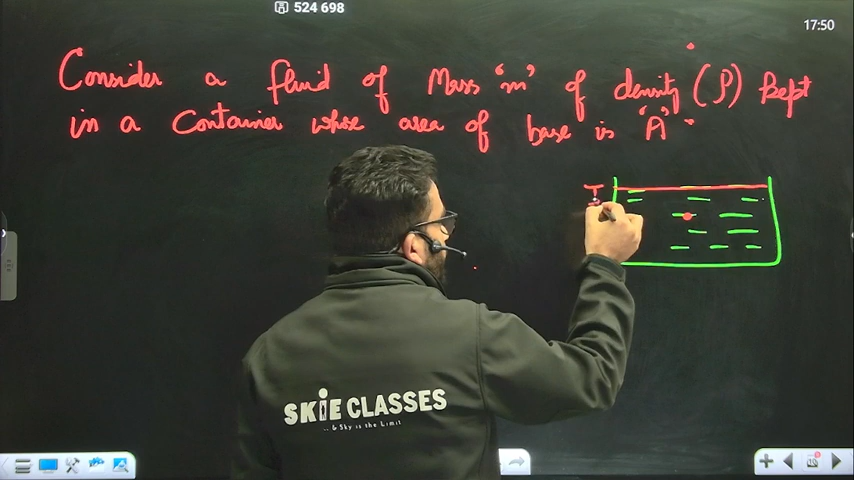 524 698
17:50
Consider a fluid of Mass 'm' of density (ρ) kept
in a Container whose area of base is 'A'.
SKIE CLASSES
... & Sky is the Limit